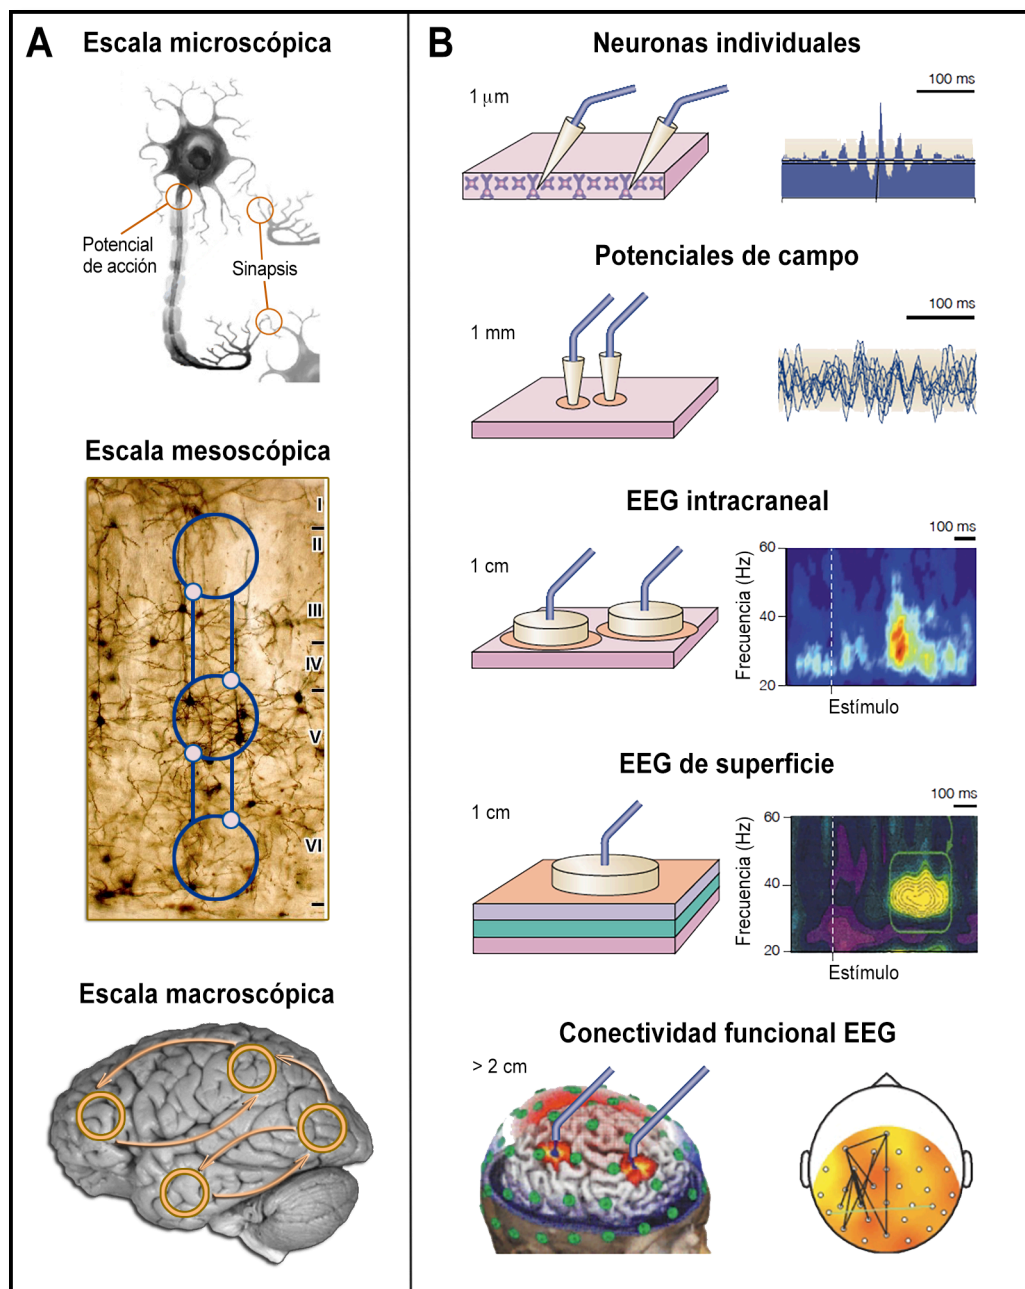 A
Escala microscópica
Potencial
de acción
Sinapsis
Escala mesoscópica
I
II
III
IV
V
VI
Escala macroscópica
B
Neuronas individuales
1 μm
100 ms
Potenciales de campo
1 mm
100 ms
EEG intracraneal
1 cm
100 ms
Frecuencia (Hz)
60
40
20
Estímulo
EEG de superficie
1 cm
100 ms
Frecuencia (Hz)
60
40
20
Estímulo
Conectividad funcional EEG
> 2 cm